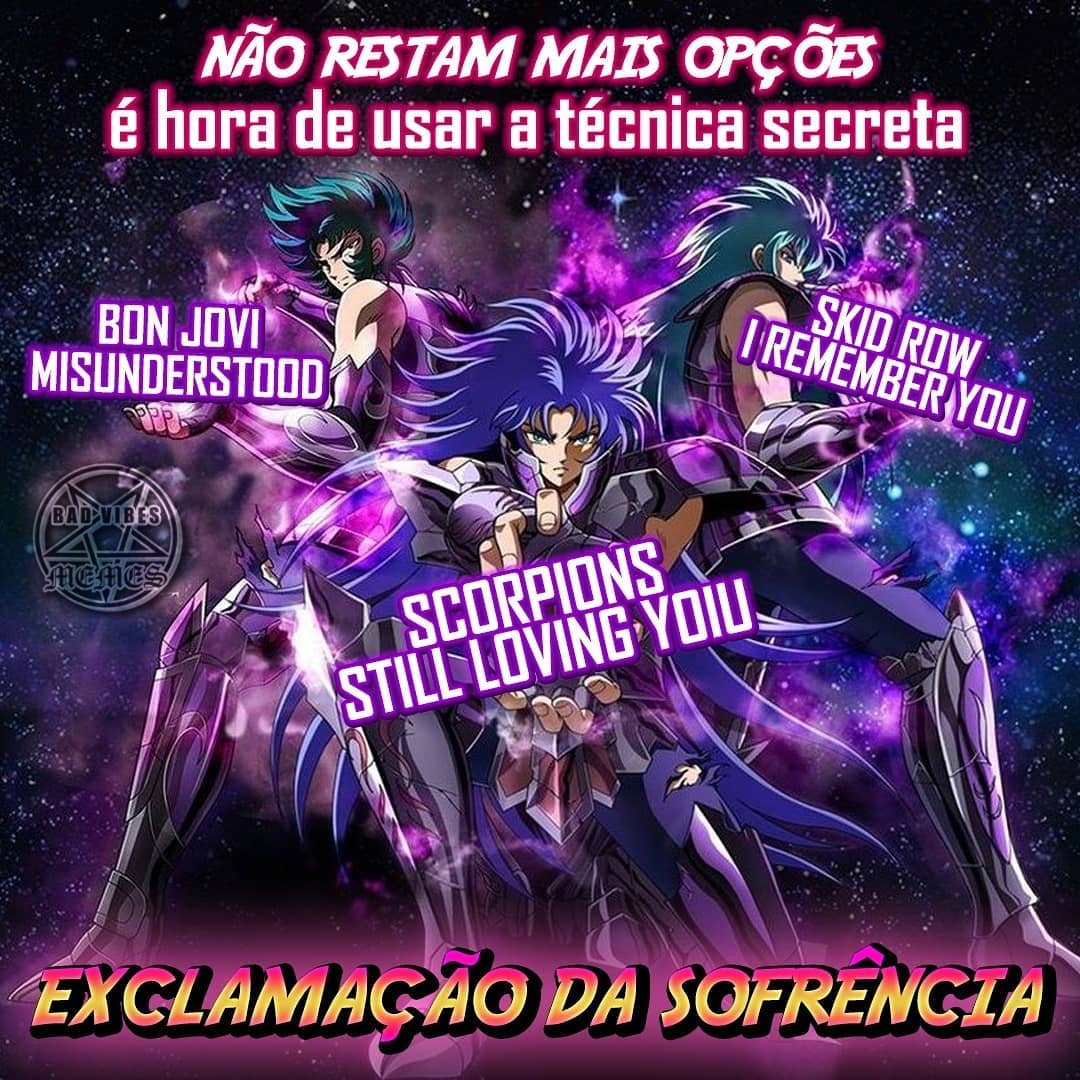 NÃO RESTAM MAIS OPÇÕES
é hora de usar a técnica secreta
BON JOVI
MISUNDERSTOOD
SKID ROW
I REMEMBER YOU
BAD VIBES
MEMES
SCORPIONS
STILL LOVING YOIU
EXCLAMAÇÃO DA SOFRÊNCIA